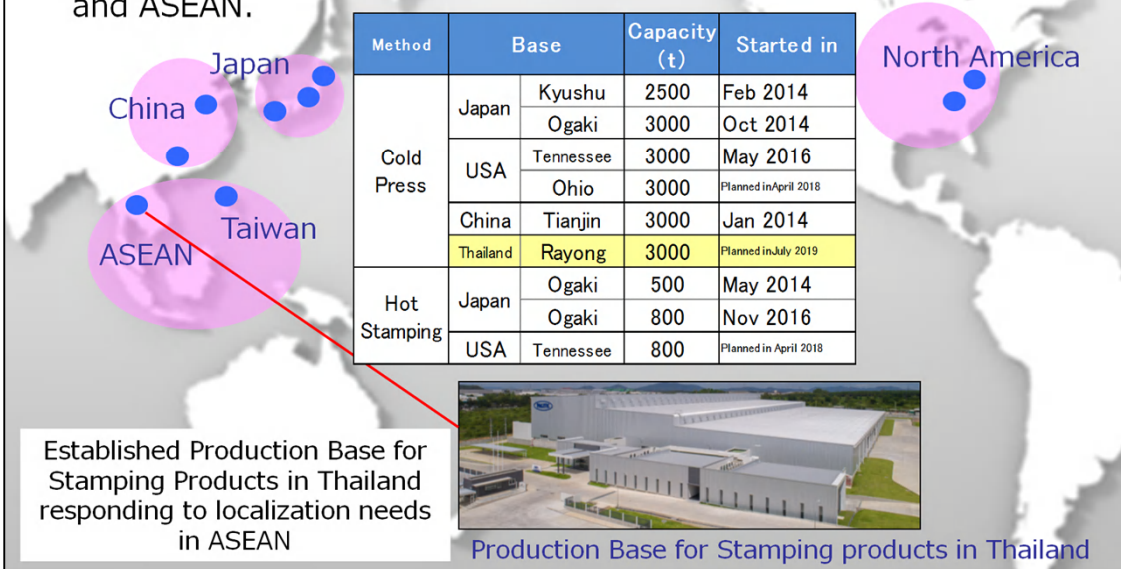 and ASEAN.
Japan
China
Taiwan
ASEAN
North America
Method Base Capacity (t) Started in
Cold Press Japan Kyushu 2500 Feb 2014
Ogaki 3000 Oct 2014
USA Tennessee 3000 May 2016
Ohio 3000 Planned inApril 2018
China Tianjin 3000 Jan 2014
Thailand Rayong 3000 Planned inJuly 2019
Hot Stamping Japan Ogaki 500 May 2014
Ogaki 800 Nov 2016
USA Tennessee 800 Planned in April 2018
Established Production Base for
Stamping Products in Thailand
responding to localization needs
in ASEAN
Production Base for Stamping products in Thailand